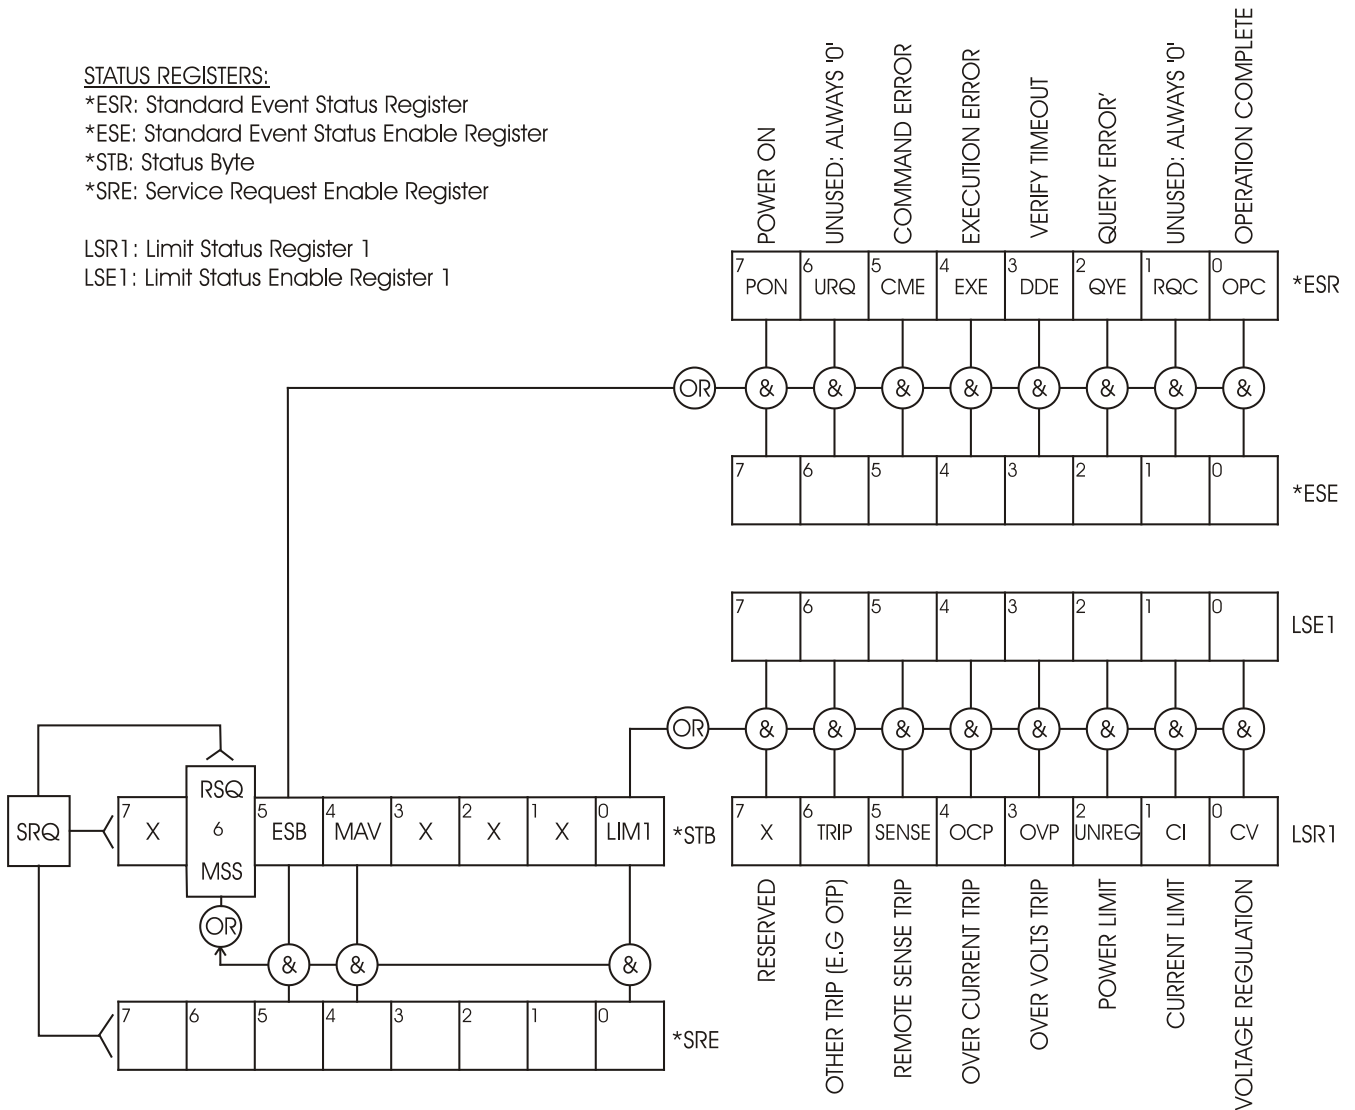 STATUS REGISTERS:
*ESR: Standard Event Status Register
*ESE: Standard Event Status Enable Register
*STB: Status Byte
*SRE: Service Request Enable Register
LSR1: Limit Status Register 1
LSE1: Limit Status Enable Register 1
POWER ON
UNUSED: ALWAYS '0'
COMMAND ERROR
EXECUTION ERROR
VERIFY TIMEOUT
QUERY ERROR'
UNUSED: ALWAYS '0'
OPERATION COMPLETE
7 6 5 4 3 2 1 0
PON URQ CME EXE DDE QYE RQC OPC *ESR
OR & & & & & & & &
7 6 5 4 3 2 1 0
*ESE
7 6 5 4 3 2 1 0
LSE1
OR & & & & & & & &
7 6 5 4 3 2 1 0
X TRIP SENSE OCP OVP UNREG CI CV LSR1
RESERVED
OTHER TRIP (E.G OTP)
REMOTE SENSE TRIP
OVER CURRENT TRIP
OVER VOLTS TRIP
POWER LIMIT
CURRENT LIMIT
VOLTAGE REGULATION
SRQ
RSQ
7 6 5 4 3 2 1 0
X ESB MAV X X X LIM1 *STB
MSS
OR
& & &
7 6 5 4 3 2 1 0
*SRE